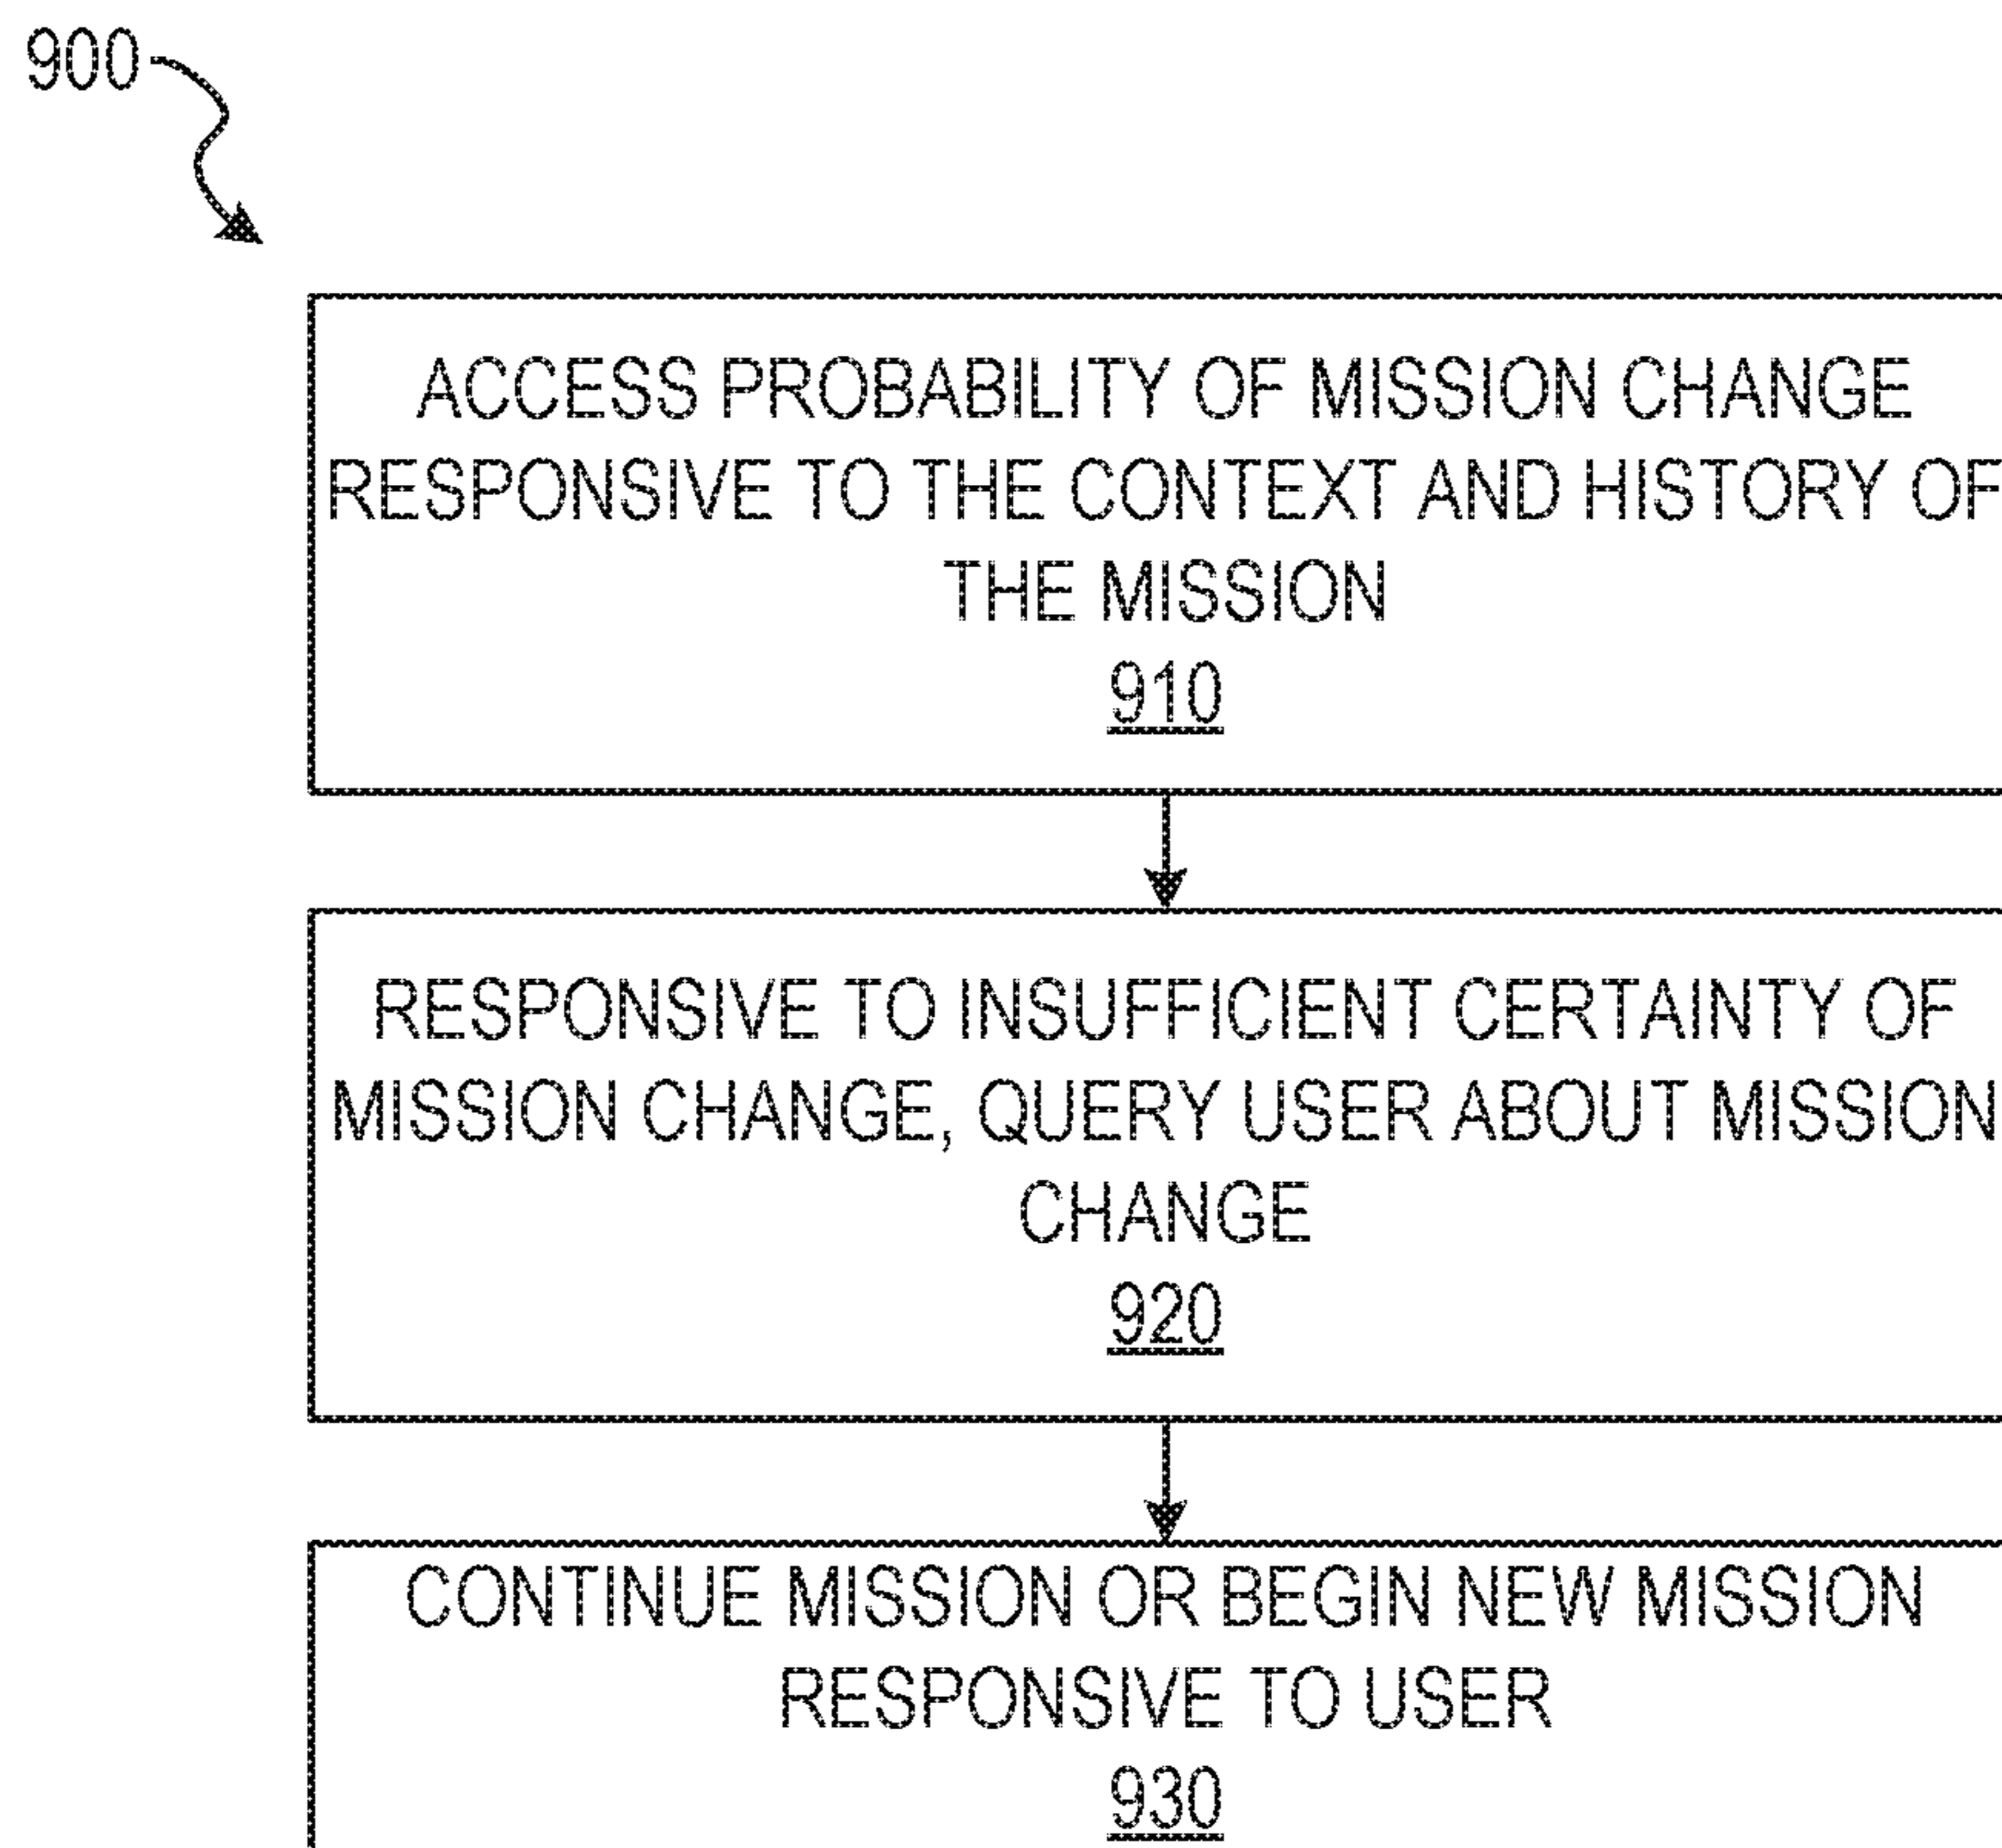 900
ACCESS PROBABILITY OF MISSION CHANGE
RESPONSIVE TO THE CONTEXT AND HISTORY OF
THE MISSION
910
RESPONSIVE TO INSUFFICIENT CERTAINTY OF
MISSION CHANGE, QUERY USER ABOUT MISSION
CHANGE
920
CONTINUE MISSION OR BEGIN NEW MISSION
RESPONSIVE TO USER
930